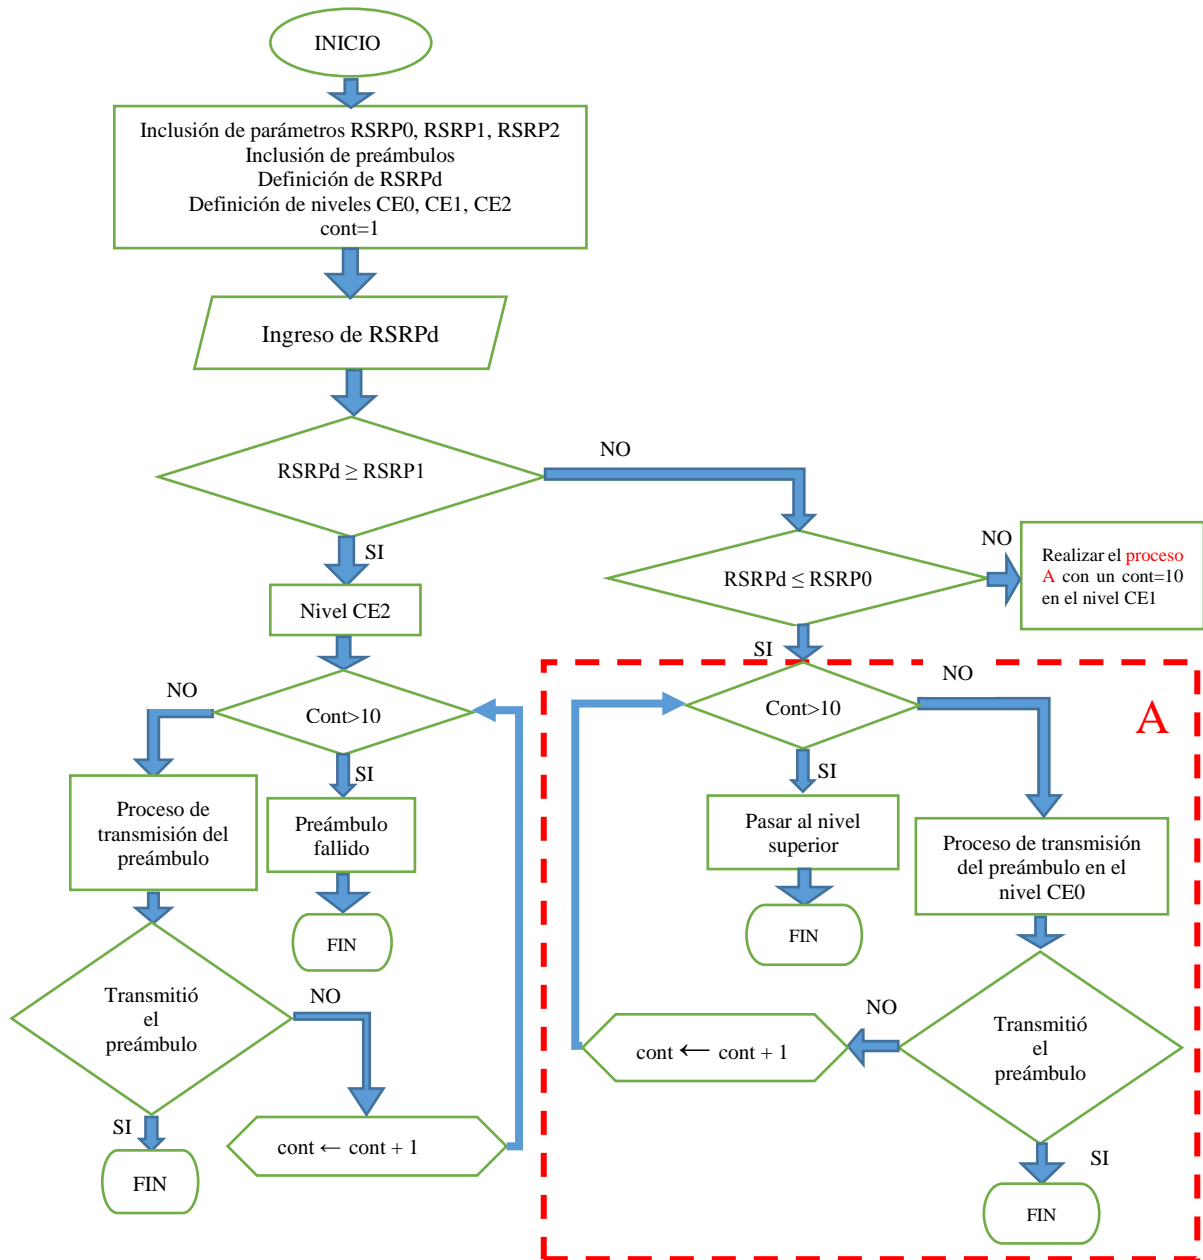 INICIO
Inclusión de parámetros RSRP0, RSRP1, RSRP2
Inclusión de preámbulos
Definición de RSRPd
Definición de niveles CE0, CE1, CE2
cont=1
Ingreso de RSRPd
RSRPd ≥ RSRP1
NO
SI
RSRPd ≤ RSRP0
NO
Realizar el proceso
A con un cont=10
en el nivel CE1
SI
Nivel CE2
Cont>10
NO
SI
Proceso de
transmisión del
preámbulo
Preámbulo
fallido
FIN
Transmitió
el
preámbulo
NO
cont ← cont + 1
SI
FIN
A
Cont>10
NO
SI
Pasar al nivel
superior
FIN
Proceso de transmisión
del preámbulo en el
nivel CE0
Transmitió
el
preámbulo
NO
cont ← cont + 1
SI
FIN